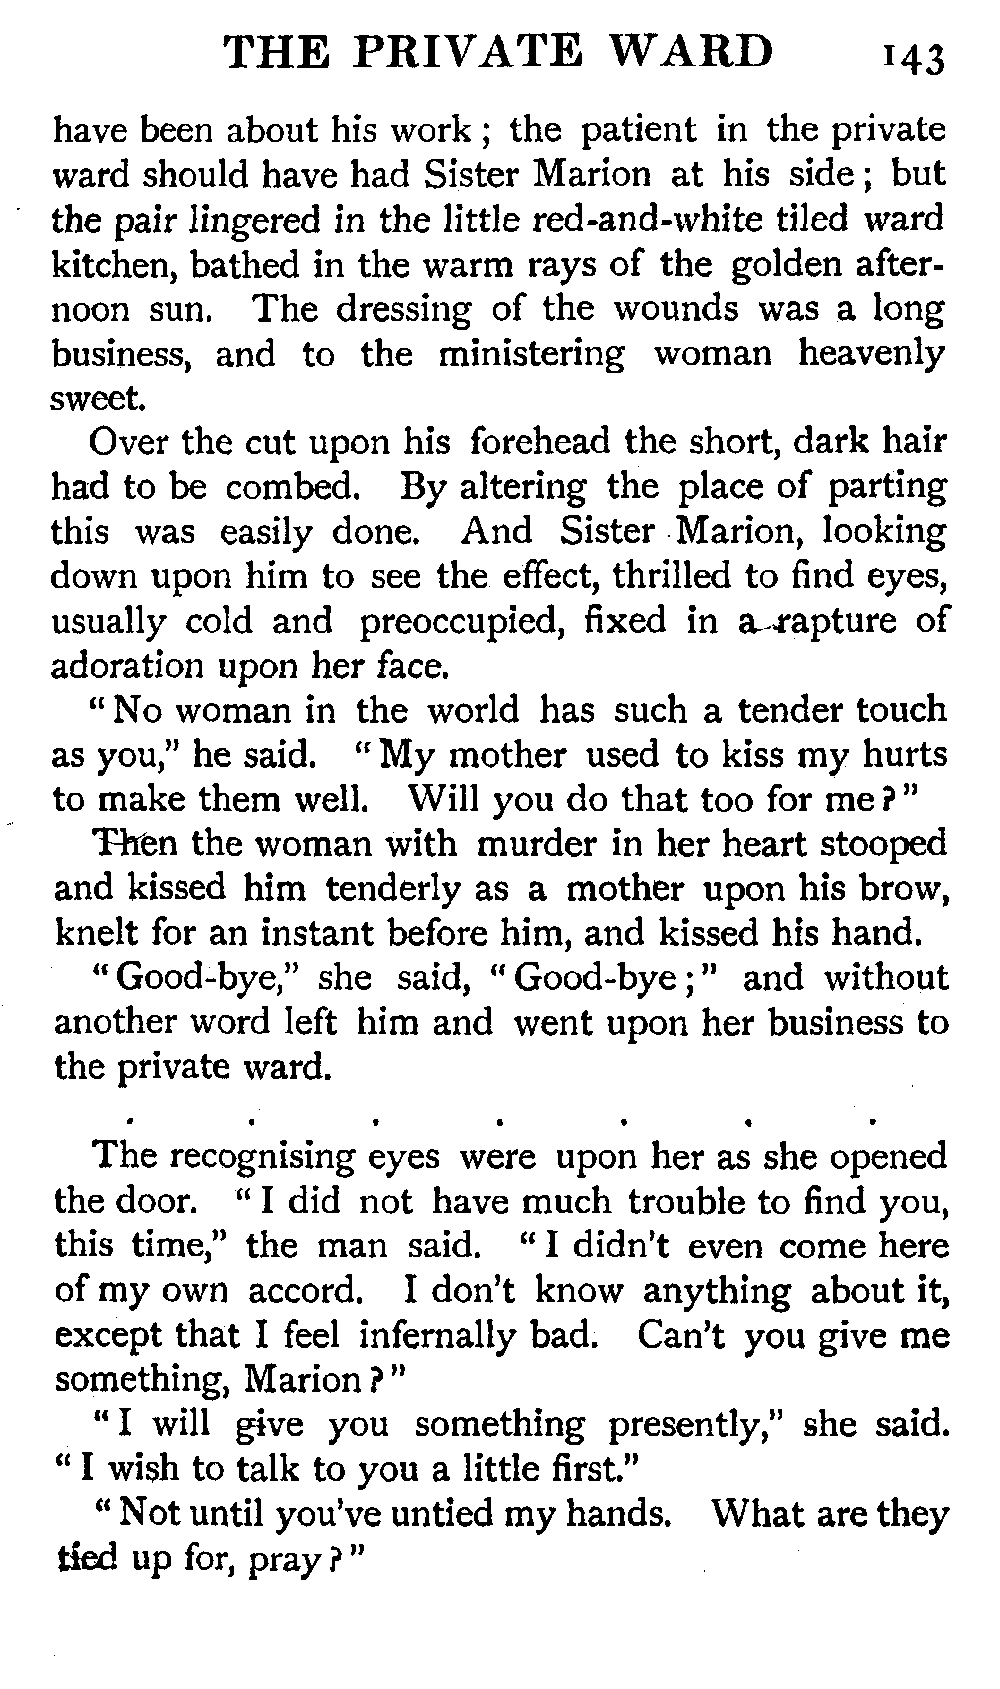 THE PRIVATE WARD 143
have been about his work ; the patient in the private
ward should have had Sister Marion at his side ; but
the pair lingered in the little red-and-white tiled ward
kitchen, bathed in the warm rays of the golden after-
noon sun. The dressing of the wounds was a long
business, and to the ministering woman heavenly
sweet.
Over the cut upon his forehead the short, dark hair
had to be combed. By altering the place of parting
this was easily done. And Sister Marion, looking
down upon him to see the effect, thrilled to find eyes,
usually cold and preoccupied, fixed in a rapture of
adoration upon her face.
“ No woman in the world has such a tender touch
as you,” he said. “ My mother used to kiss my hurts
to make them well. Will you do that too for me ? ”
Then the woman with murder in her heart stooped
and kissed him tenderly as a mother upon his brow,
knelt for an instant before him, and kissed his hand.
“ Good-bye,” she said, “ Good-bye ; ” and without
another word left him and went upon her business to
the private ward.
. . . . . . .
The recognising eyes were upon her as she opened
the door. “ I did not have much trouble to find you,
this time,” the man said. “ I didn't even come here
of my own accord. I don't know anything about it,
except that I feel infernally bad. Can't you give me
something, Marion ? ”
“ I will give you something presently,” she said.
“ I wish to talk to you a little first.”
“ Not until you've untied my hands. What are they
tied up for, pray ? ”